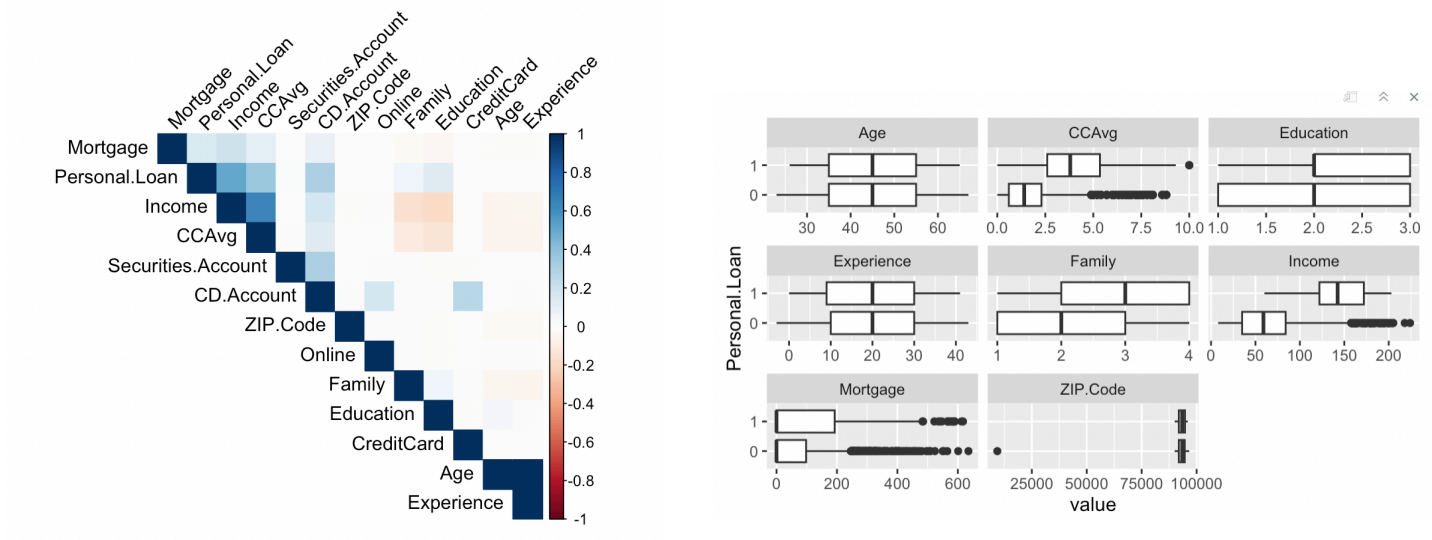 Mortgage
Personal.Loan
Income
CCAvg
Securities.Account
CD.Account
ZIP.Code
Online
Family
Education
CreditCard
Age
Experience
Mortgage
Personal.Loan
Income
CCAvg
Securities.Account
CD.Account
ZIP.Code
Online
Family
Education
CreditCard
Age
Experience
1
0.8
0.6
0.4
0.2
0
-0.2
-0.4
-0.6
-0.8
-1
Personal.Loan
Age CCAvg Education
1
0
30 40 50 60 0.0 2.5 5.0 7.5 10.0 1.0 1.5 2.0 2.5 3.0
Experience Family Income
1
0
0 10 20 30 40 1 2 3 4 0 50 100 150 200
Mortgage ZIP.Code
1
0
0 200 400 600 25000 50000 75000 100000
value